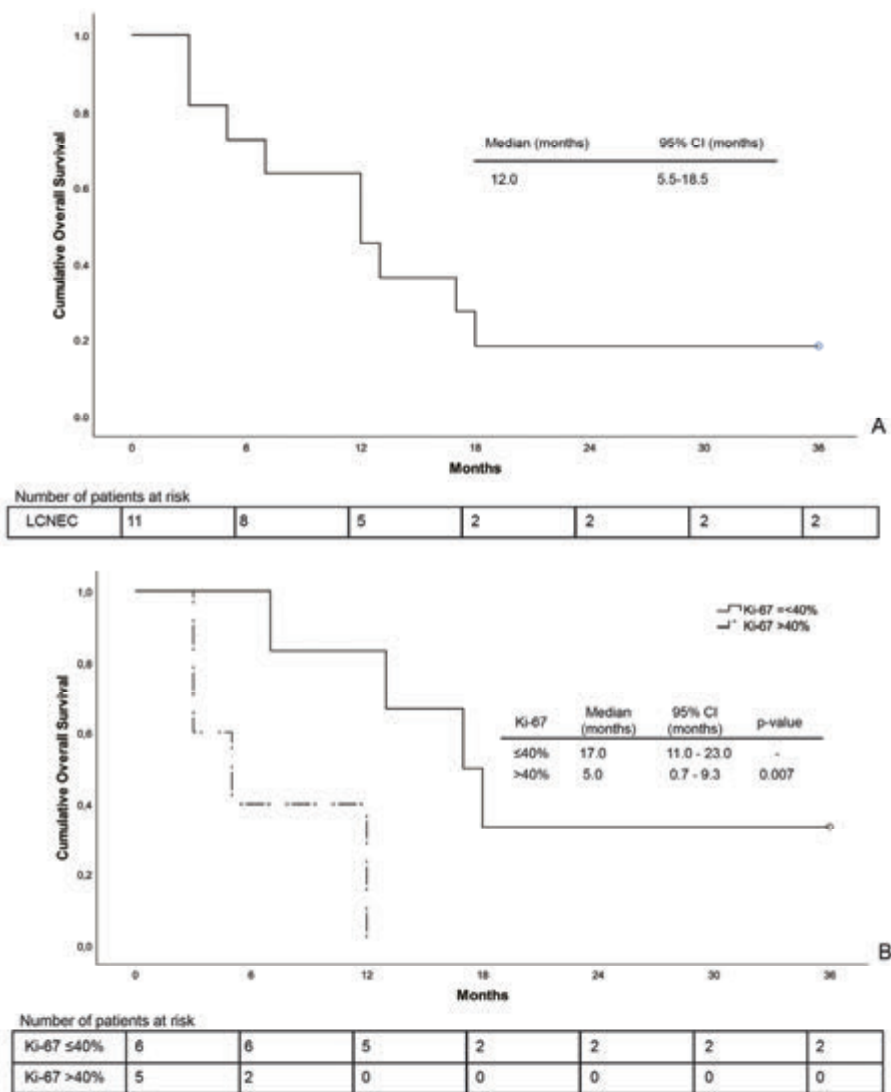 1,0
0.8
0.6
0.4
0.2
0.0
Cumulative Overall Survival
Median (months) 95% CI (months)
12.0 5.5-18.5
0 6 12 18 24 30 36
Months
A
Number of patients at risk
LCNEC 11 8 5 2 2 2 2
1,0
0,8
0,6
0,4
0,2
0,0
Cumulative Overall Survival
Ki-67 =<40%
Ki-67 >40%
Ki-67 Median (months) 95% CI (months) p-value
≤40% 17.0 11.0 - 23.0 -
>40% 5.0 0.7 - 9.3 0.007
0 6 12 18 24 30 36
Months
B
Number of patients at risk
Ki-67 ≤40% 6 6 5 2 2 2 2
Ki-67 >40% 5 2 0 0 0 0 0